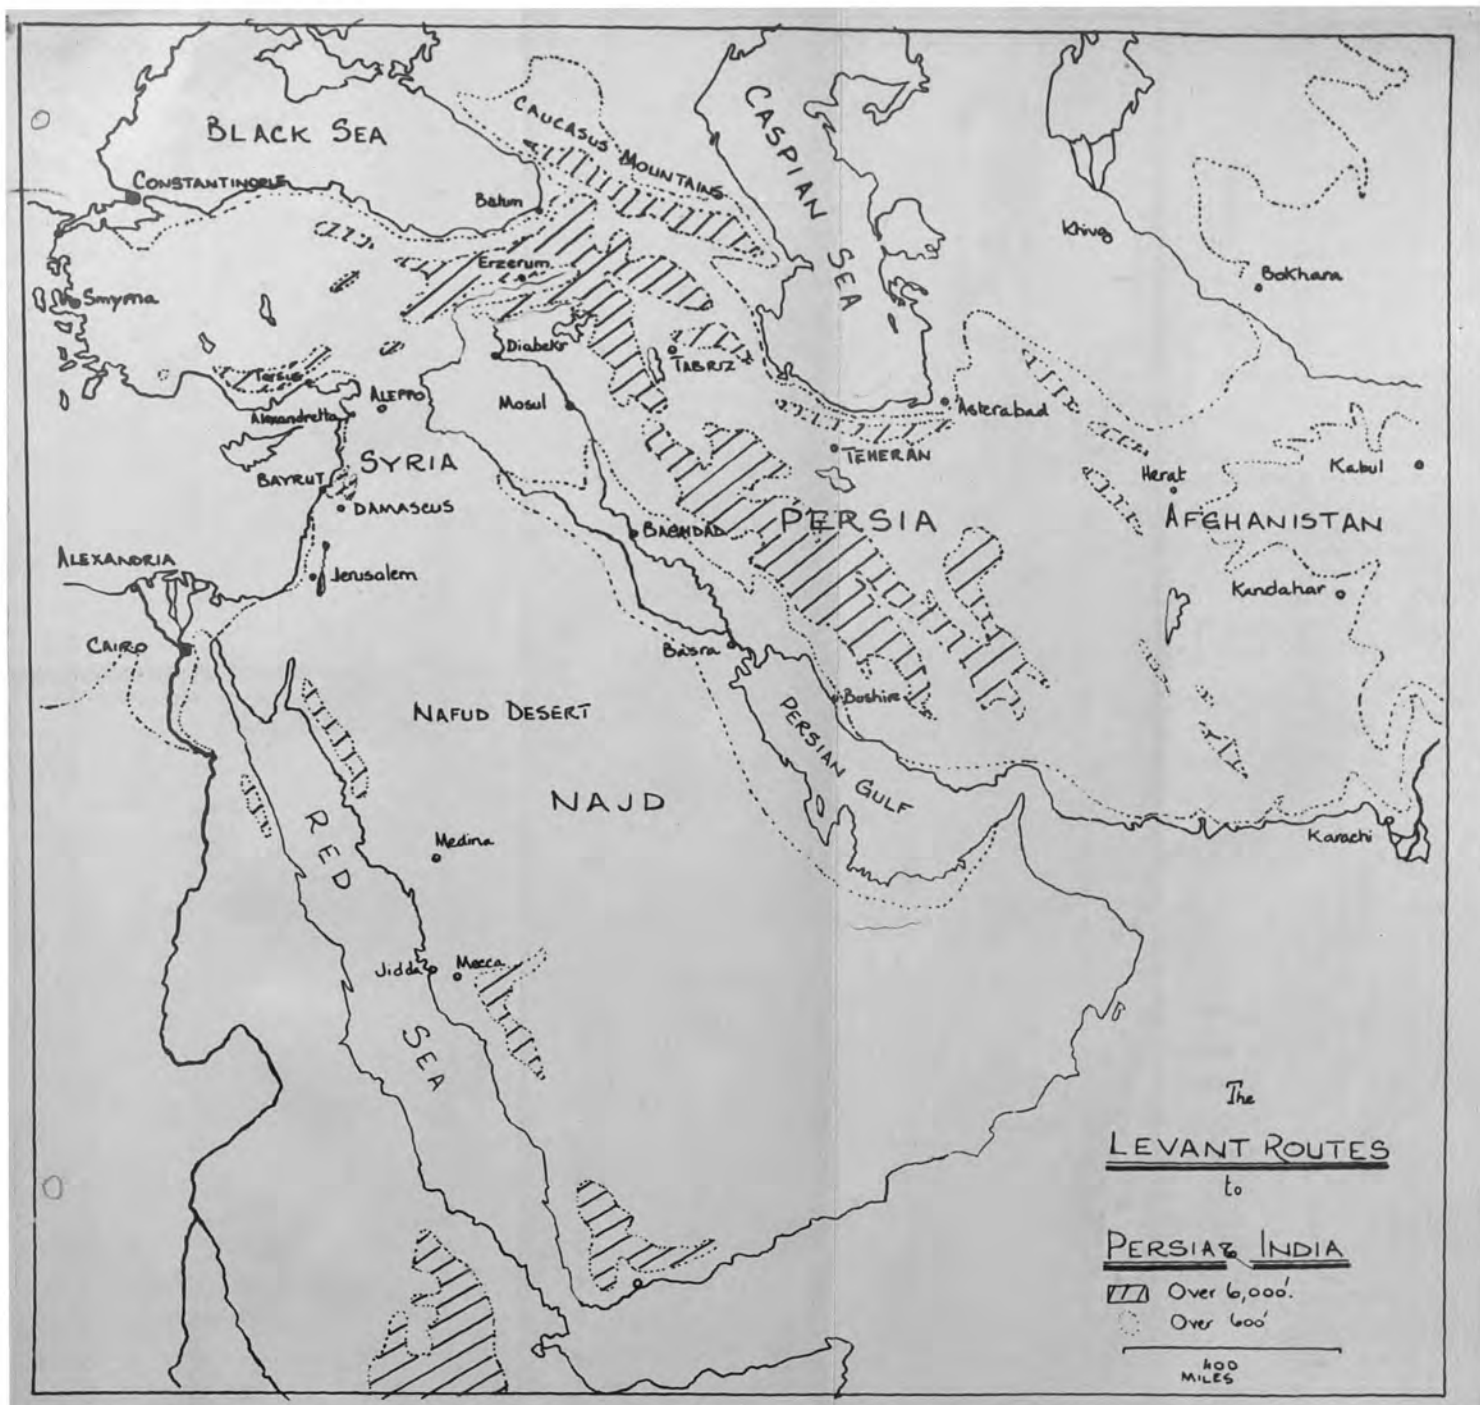 BLACK SEA
CAUCASUS MOUNTAINS
CASPIAN SEA
CONSTANTINOPLE
Batum
Khiva
Bokhara
Erzerum
Smyrna
Diabekr
TABRIZ
Tarsus
ALEPPO
Mosul
Asterabad
Alexandretta
TEHERAN
Herat
Kabul
SYRIA
BAYRUT
DAMASCUS
BAGHDAD
PERSIA
AFGHANISTAN
ALEXANDRIA
Jerusalem
Kandahar
CAIRO
Basra
Bushire
NAFUD DESERT
PERSIAN GULF
NAJD
RED SEA
Medina
Karachi
Jidda
Mecca
The
LEVANT ROUTES
to
PERSIA & INDIA
Over 6,000'.
Over 600'
400
MILES